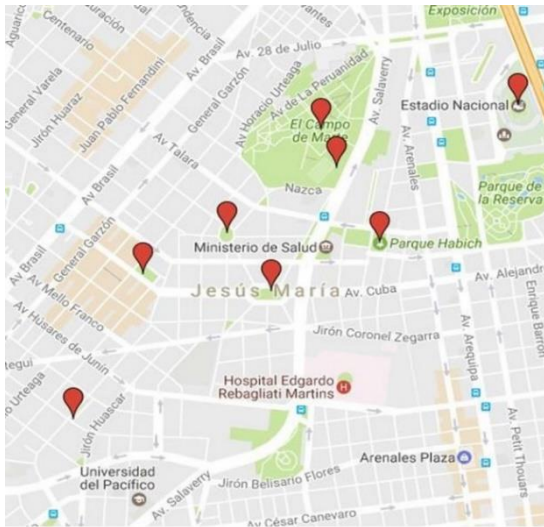 Exposición
Aguarico
Centenario
Av. Brasil
General Garzón
Av. 28 de Julio
General Varela
Jirón Huaraz
Juan Pablo Fernandini
Av Horacio Urteaga
Av de La Peruanidad
Av. Salaverry
Estadio Nacional
El Campo
de Marte
Av. Arenales
Av Talara
Nazca
Parque de
la Reserva
Av Brasil
General Garzón
Ministerio de Salud
Parque Habich
Av Brasil
Av Mello Franco
Jesús María
Av. Cuba
Av. Alejandro
Enrique Barrón
Av Húsares de Junín
Jirón Coronel Zegarra
Av. Arequipa
Urteaga
Jirón Huascar
Hospital Edgardo
Rebagliati Martins
H
Av. Petit Thouars
Universidad
del Pacífico
Av. Salaverry
Jirón Belisario Flores
Arenales Plaza
Av César Canevaro